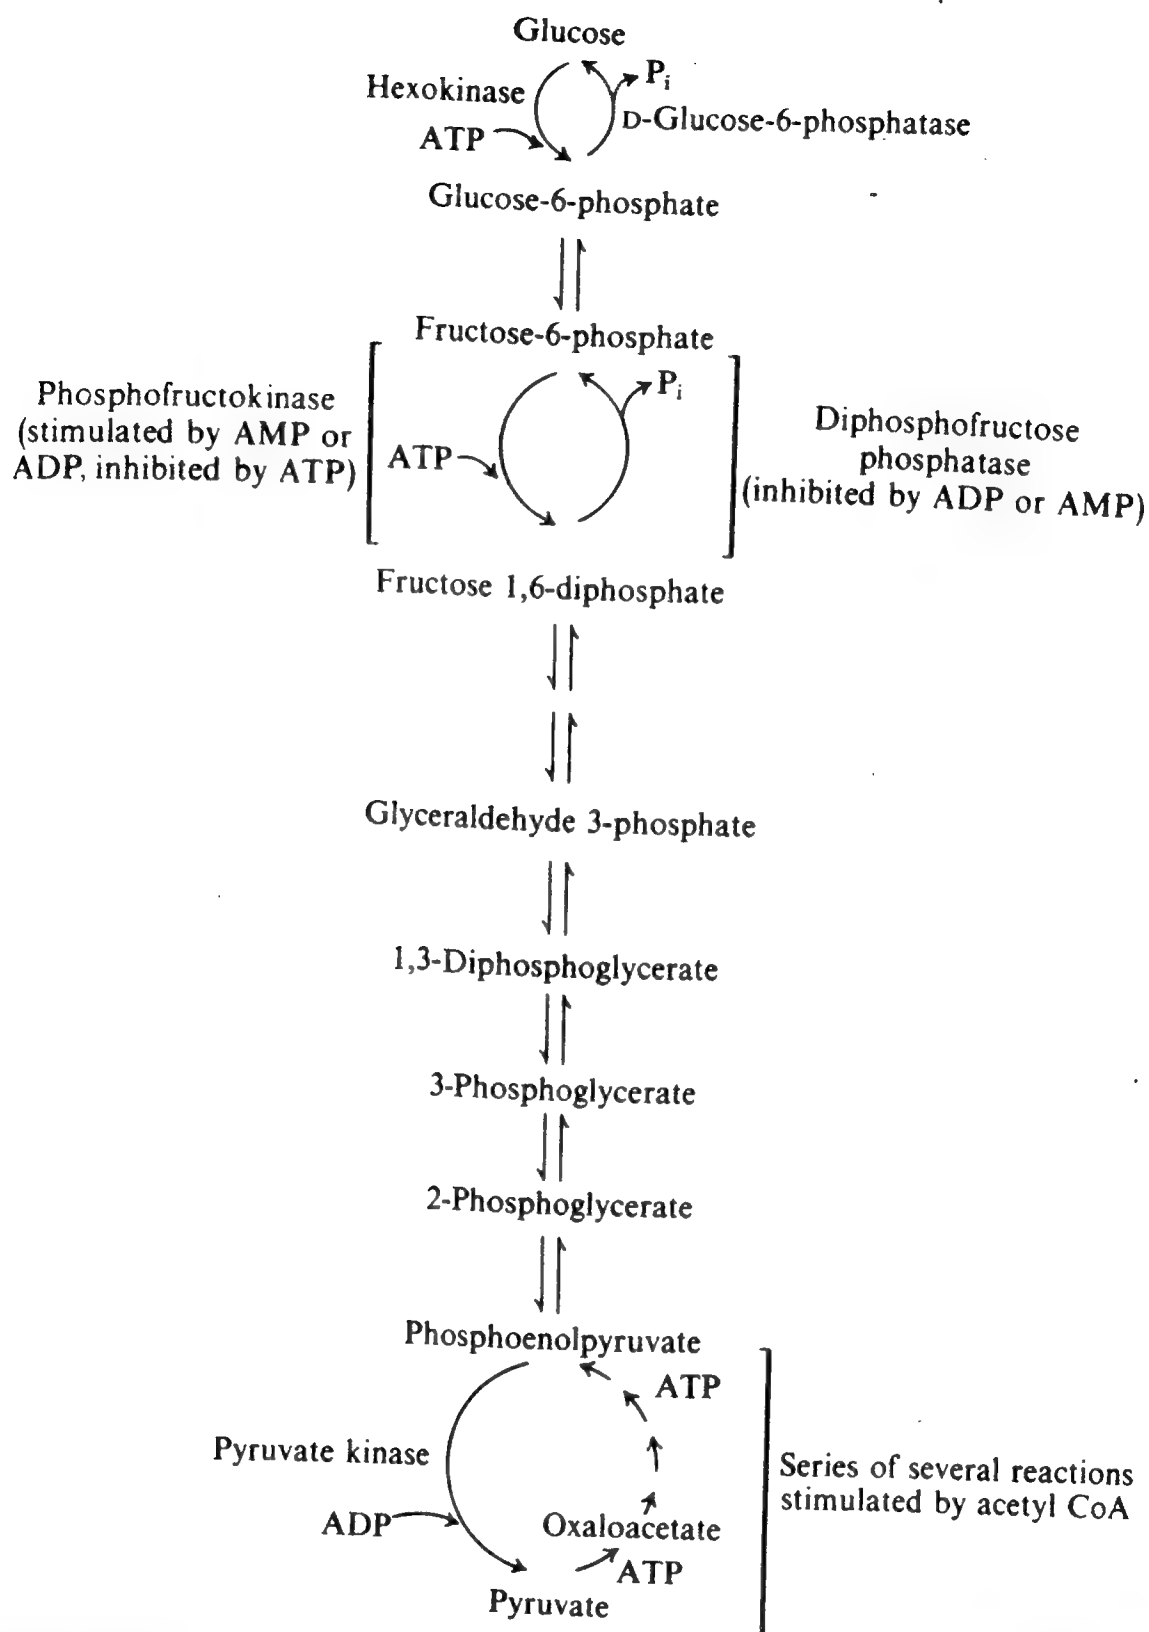 Glucose
Hexokinase
Pi
D-Glucose-6-phosphatase
ATP
Glucose-6-phosphate
Fructose-6-phosphate
Phosphofructokinase
(stimulated by AMP or
ADP, inhibited by ATP)
ATP
Pi
Diphosphofructose
phosphatase
(inhibited by ADP or AMP)
Fructose 1,6-diphosphate
Glyceraldehyde 3-phosphate
1,3-Diphosphoglycerate
3-Phosphoglycerate
2-Phosphoglycerate
Phosphoenolpyruvate
ATP
Pyruvate kinase
Series of several reactions
stimulated by acetyl CoA
ADP
Oxaloacetate
ATP
Pyruvate